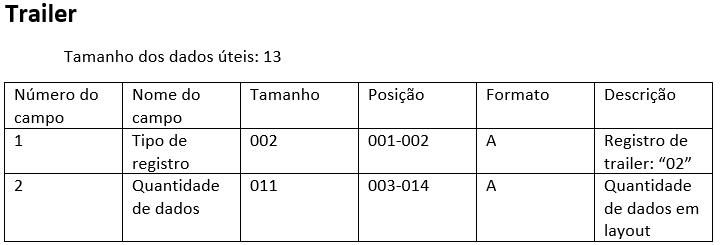 Trailer
Tamanho dos dados úteis: 13
Número do campo Nome do campo Tamanho Posição Formato Descrição
1 Tipo de registro 002 001-002 A Registro de trailer: “02”
2 Quantidade de dados 011 003-014 A Quantidade de dados em layout